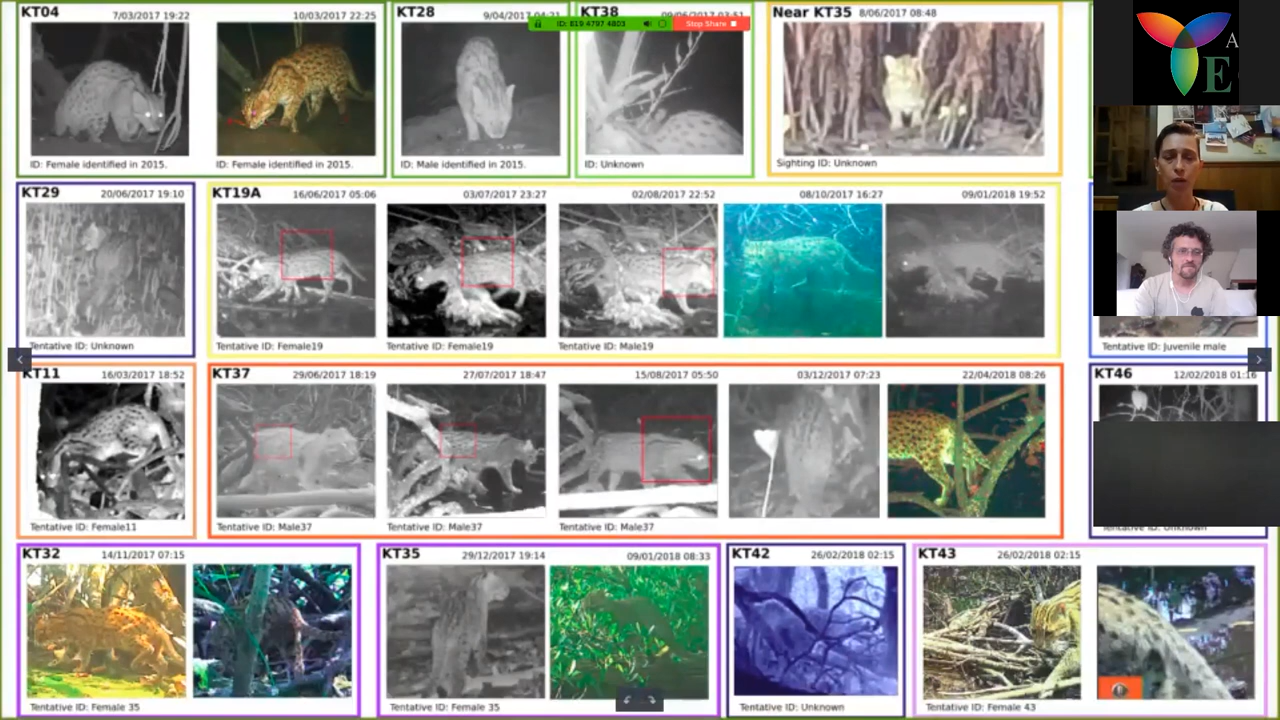 KT04 7/03/2017 19:22 10/03/2017 22:25
ID: Female identified in 2015. ID: Female identified in 2015.
KT28
ID: Male identified in 2015.
KT38
ID: Unknown
ID: 819 4797 4803 Stop Share
Near KT35 8/06/2017 08:48
Sighting ID: Unknown
A
E
KT29 20/06/2017 19:10
Tentative ID: Unknown
KT19A 16/06/2017 05:06 03/07/2017 23:27 02/08/2017 22:52 08/10/2017 16:27 09/01/2018 19:52
Tentative ID: Female19 Tentative ID: Female19 Tentative ID: Male19
Tentative ID: Juvenile male
KT11 16/03/2017 18:52
Tentative ID: Female11
KT37 29/06/2017 18:19 27/07/2017 18:47 15/08/2017 05:50 03/12/2017 07:23 22/04/2018 08:26
Tentative ID: Male37 Tentative ID: Male37 Tentative ID: Male37
KT46 12/02/2018 01:16
Tentative ID: Unknown
KT32 14/11/2017 07:15
Tentative ID: Female 35
KT35 29/12/2017 19:14 09/01/2018 08:33
Tentative ID: Female 35
KT42 26/02/2018 02:15
Tentative ID: Unknown
KT43 26/02/2018 02:15
Tentative ID: Female 43